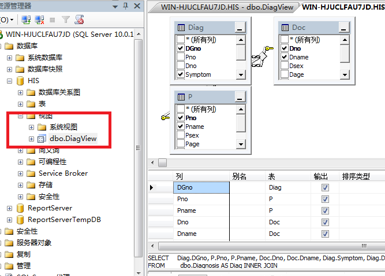 资源管理器
WIN-HJUCLFAU7JD.HIS - dbo.DiagView
WIN-HJUCLFAU7JD.HIS
(SQL Server 10.0.1
数据库
系统数据库
数据库快照
HIS
数据库关系图
表
视图
系统视图
dbo.DiagView
同义词
可编程性
Service Broker
存储
安全性
ReportServer
ReportServerTempDB
安全性
服务器对象
复制
管理
Diag
* (所有列)
DGno
Pno
Dno
Symptom
Doc
* (所有列)
Dno
Dname
Dsex
Dage
P
* (所有列)
Pno
Pname
Psex
Page
列 别名 表 输出 排序类型
DGno Diag
Pno P
Pname P
Dno Doc
Dname Doc
SELECT Diag.DGno, P.Pno, P.Pname, Doc.Dno, Doc.Dname, Diag.Symptom, Diag.D
FROM dbo.Diagnosis AS Diag INNER JOIN